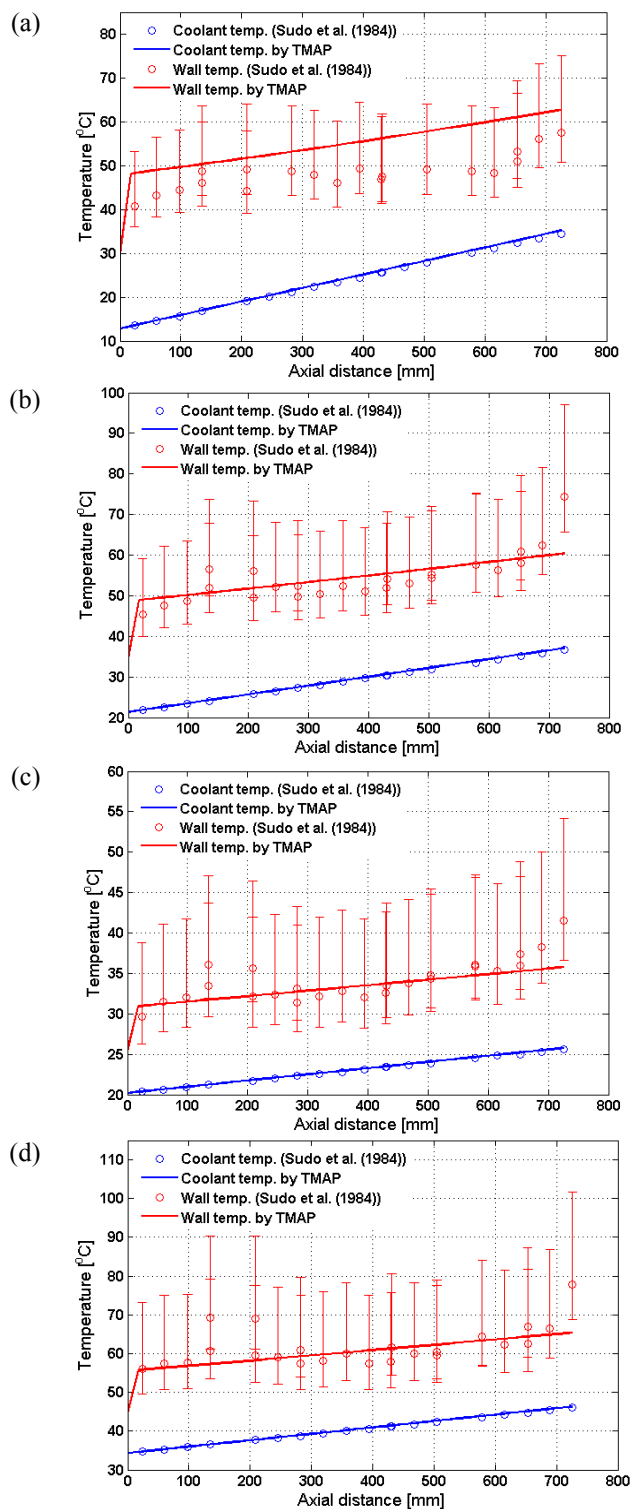 (a)
Coolant temp. (Sudo et al. (1984))
Coolant temp. by TMAP
Wall temp. (Sudo et al. (1984))
Wall temp. by TMAP
Temperature [⁰C]
80
70
60
50
40
30
20
10
0 100 200 300 400 500 600 700 800
Axial distance [mm]
(b)
Coolant temp. (Sudo et al. (1984))
Coolant temp. by TMAP
Wall temp. (Sudo et al. (1984))
Wall temp. by TMAP
Temperature [⁰C]
100
90
80
70
60
50
40
30
20
0 100 200 300 400 500 600 700 800
Axial distance [mm]
(c)
Coolant temp. (Sudo et al. (1984))
Coolant temp. by TMAP
Wall temp. (Sudo et al. (1984))
Wall temp. by TMAP
Temperature [⁰C]
60
55
50
45
40
35
30
25
20
0 100 200 300 400 500 600 700 800
Axial distance [mm]
(d)
Coolant temp. (Sudo et al. (1984))
Coolant temp. by TMAP
Wall temp. (Sudo et al. (1984))
Wall temp. by TMAP
Temperature [⁰C]
110
100
90
80
70
60
50
40
30
0 100 200 300 400 500 600 700 800
Axial distance [mm]